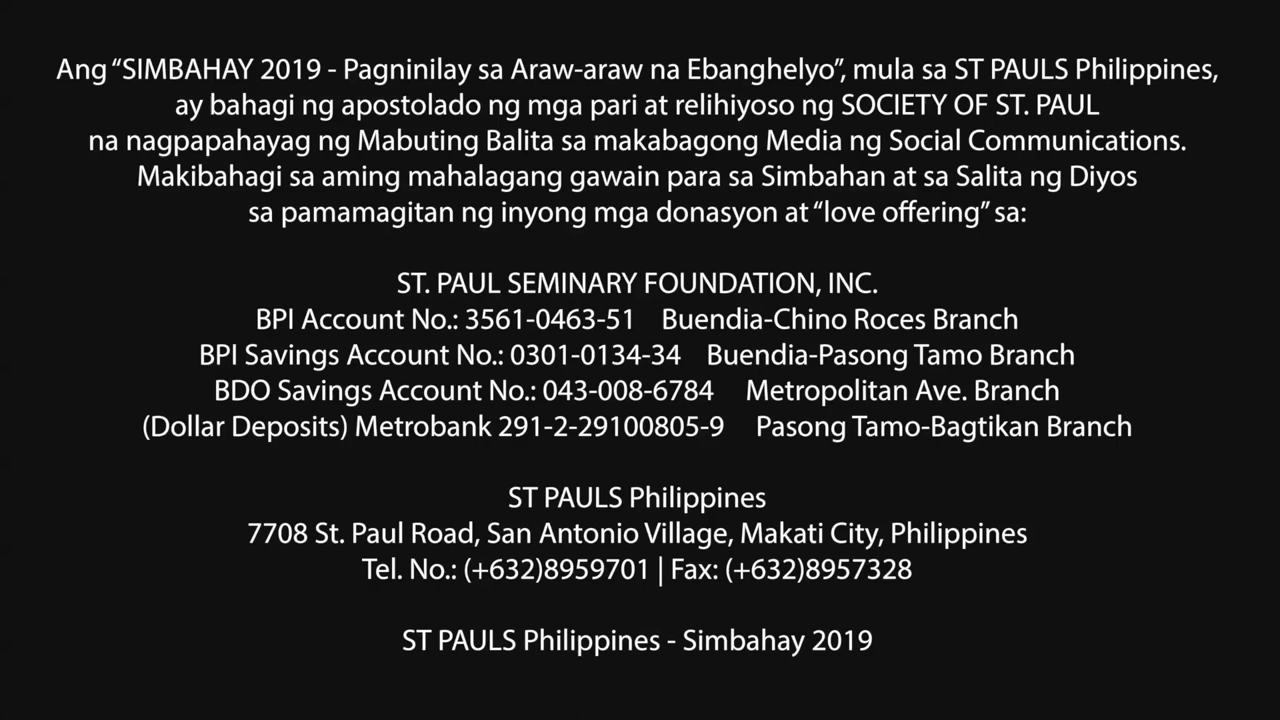 Ang “SIMBAHAY 2019 - Pagninilay sa Araw-araw na Ebanghelyo”, mula sa ST PAULS Philippines,
ay bahagi ng apostolado ng mga pari at relihiyoso ng SOCIETY OF ST. PAUL
na nagpapahayag ng Mabuting Balita sa makabagong Media ng Social Communications.
Makibahagi sa aming mahalagang gawain para sa Simbahan at sa Salita ng Diyos
sa pamamagitan ng inyong mga donasyon at “love offering” sa:
ST. PAUL SEMINARY FOUNDATION, INC.
BPI Account No.: 3561-0463-51 Buendia-Chino Roces Branch
BPI Savings Account No.: 0301-0134-34 Buendia-Pasong Tamo Branch
BDO Savings Account No.: 043-008-6784 Metropolitan Ave. Branch
(Dollar Deposits) Metrobank 291-2-29100805-9 Pasong Tamo-Bagtikan Branch
ST PAULS Philippines
7708 St. Paul Road, San Antonio Village, Makati City, Philippines
Tel. No.: (+632)8959701 | Fax: (+632)8957328
ST PAULS Philippines - Simbahay 2019